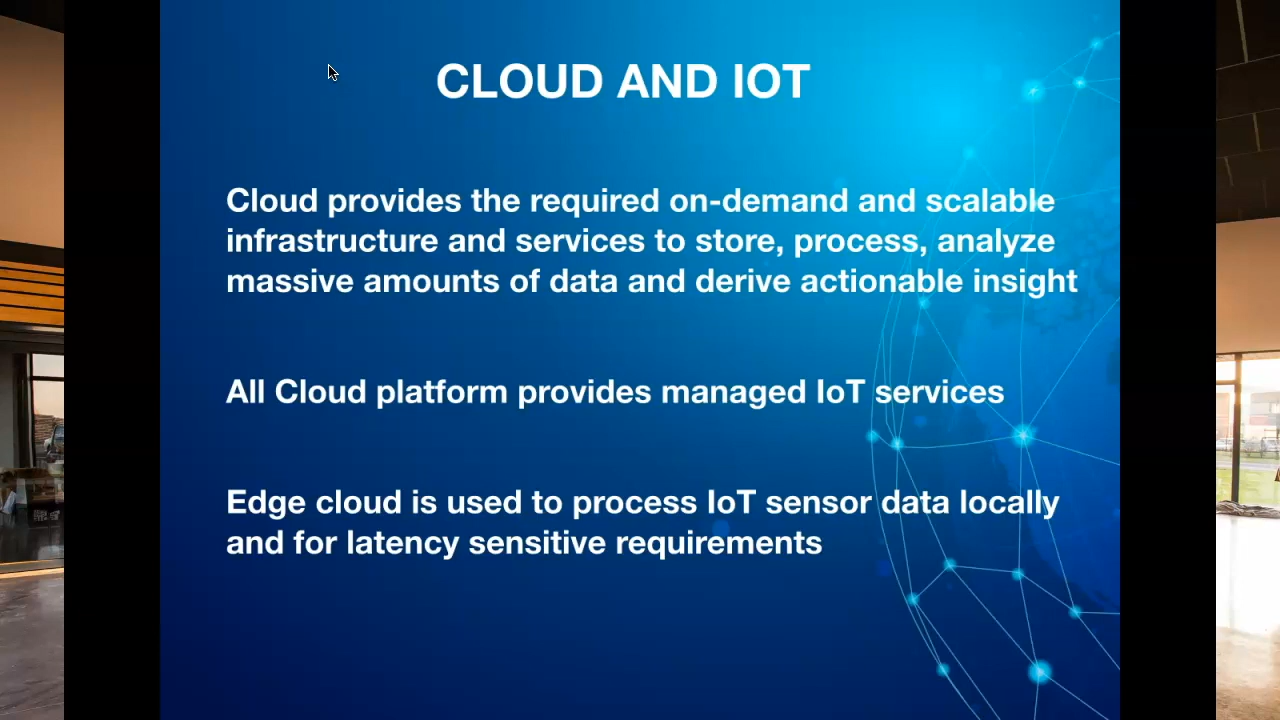 CLOUD AND IOT
Cloud provides the required on-demand and scalable
infrastructure and services to store, process, analyze
massive amounts of data and derive actionable insight
All Cloud platform provides managed IoT services
Edge cloud is used to process IoT sensor data locally
and for latency sensitive requirements